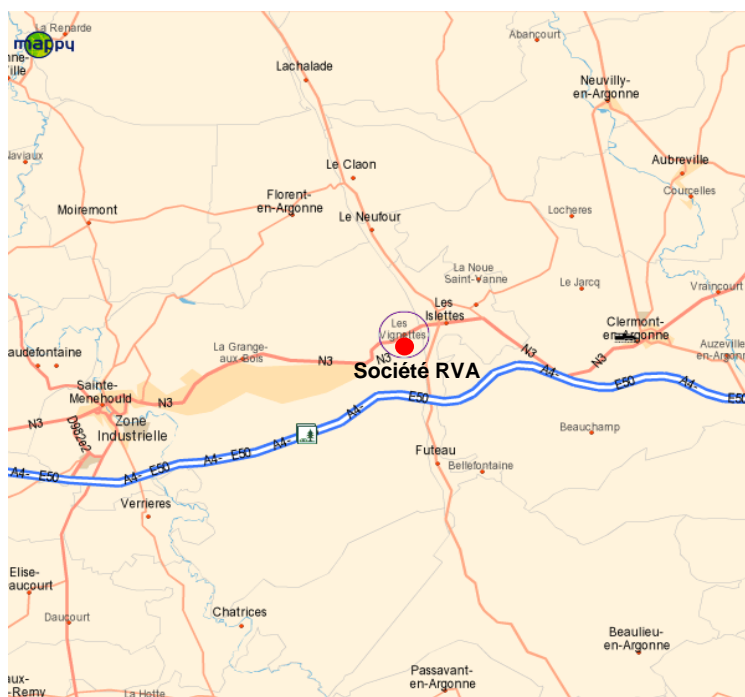 La Renarde
mappy
Abancourt
Lachalade
Neuvilly-
en-Argonne
Le Claon
Aubreville
Courcelles
Florent-
en-Argonne
Moiremont
Locheres
Le Neufour
La Noue
Saint-Vanne
Le Jarcq
Vraincourt
Les
Islettes
Les
Vignettes
Clermont-
en-Argonne
Auzeville-
en-Argonne
La Grange-
aux-Bois
N3
N3
N3
Société RVA
Sainte-
Menehould
N3
N3
Zone
Industrielle
D982e2
A4- E50
A4- E50
A4- E50
A4- E50
A4-
A4- E50
A4-
Beauchamp
Futeau
Bellefontaine
Verrieres
Elise-
Daucourt
Chatrices
Beaulieu-
en-Argonne
Passavant-
en-Argonne
La Hotte